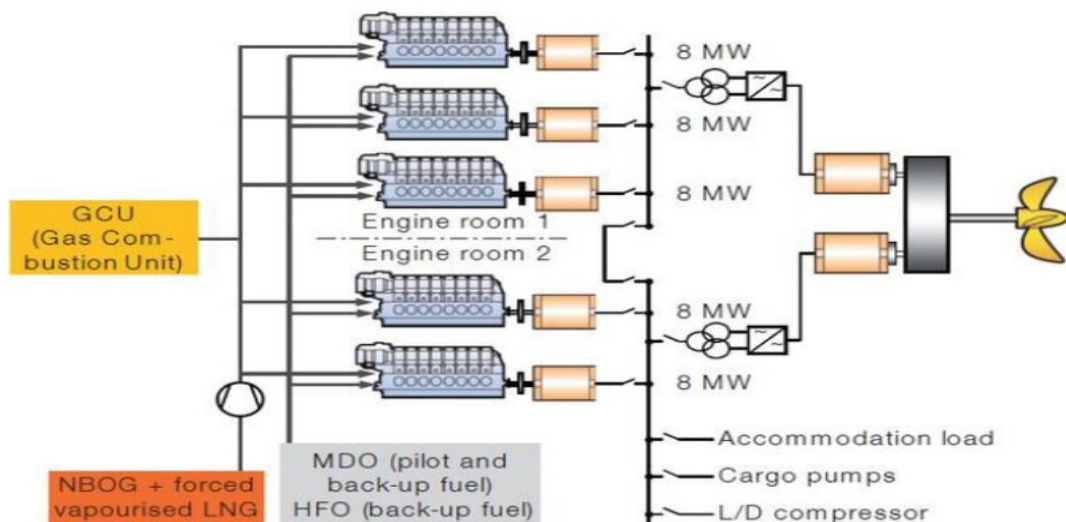 8 MW
8 MW
8 MW
Engine room 1
Engine room 2
GCU
(Gas Com-
bustion Unit)
8 MW
8 MW
NBOG + forced
vapourised LNG
MDO (pilot and
back-up fuel)
HFO (back-up fuel)
Accommodation load
Cargo pumps
L/D compressor